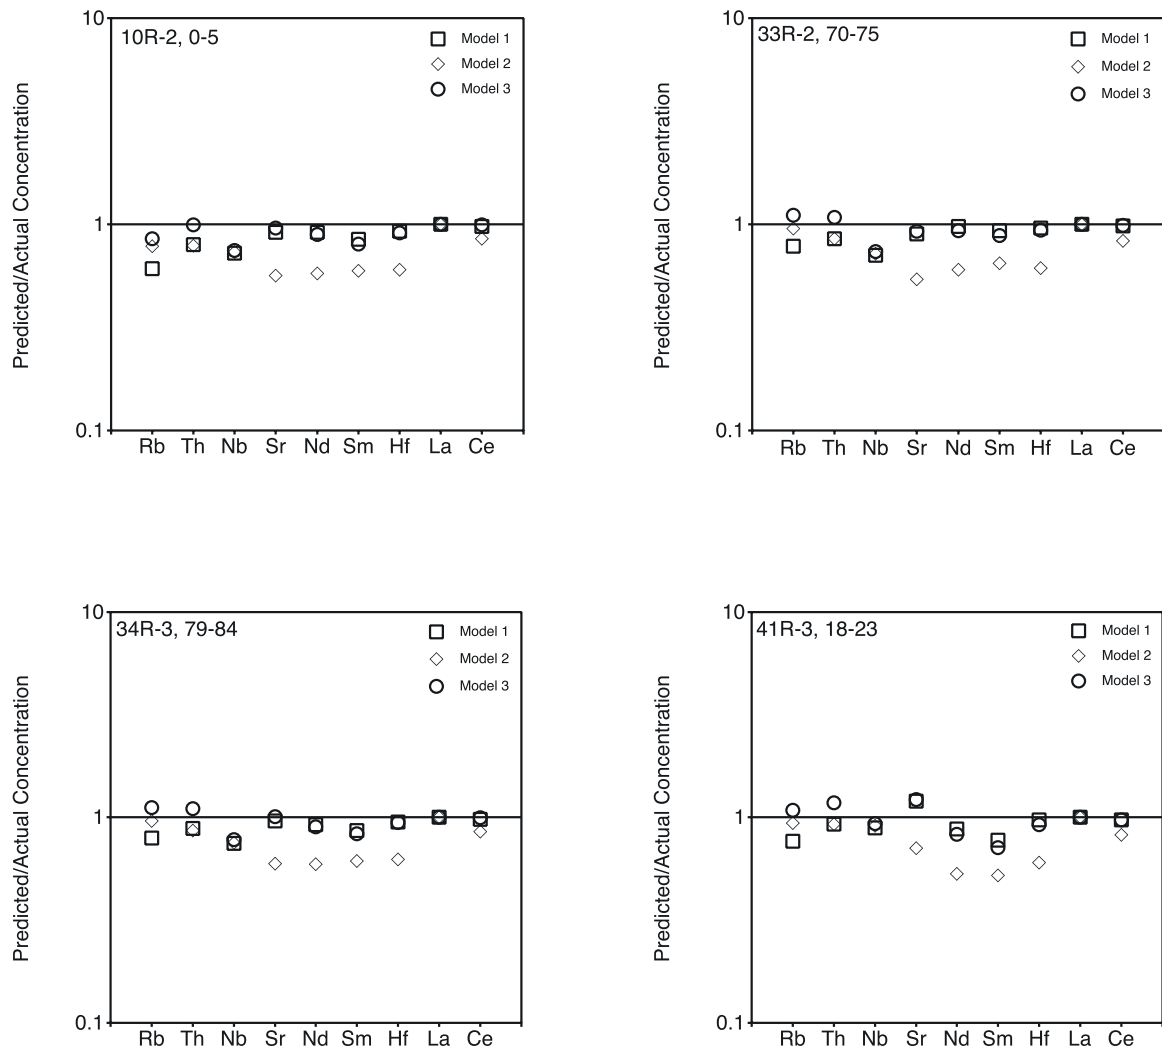 10
10R-2, 0-5
Model 1
Model 2
Model 3
Predicted/Actual Concentration
1
0.1
Rb Th Nb Sr Nd Sm Hf La Ce
10
33R-2, 70-75
Model 1
Model 2
Model 3
Predicted/Actual Concentration
1
0.1
Rb Th Nb Sr Nd Sm Hf La Ce
10
34R-3, 79-84
Model 1
Model 2
Model 3
Predicted/Actual Concentration
1
0.1
Rb Th Nb Sr Nd Sm Hf La Ce
10
41R-3, 18-23
Model 1
Model 2
Model 3
Predicted/Actual Concentration
1
0.1
Rb Th Nb Sr Nd Sm Hf La Ce